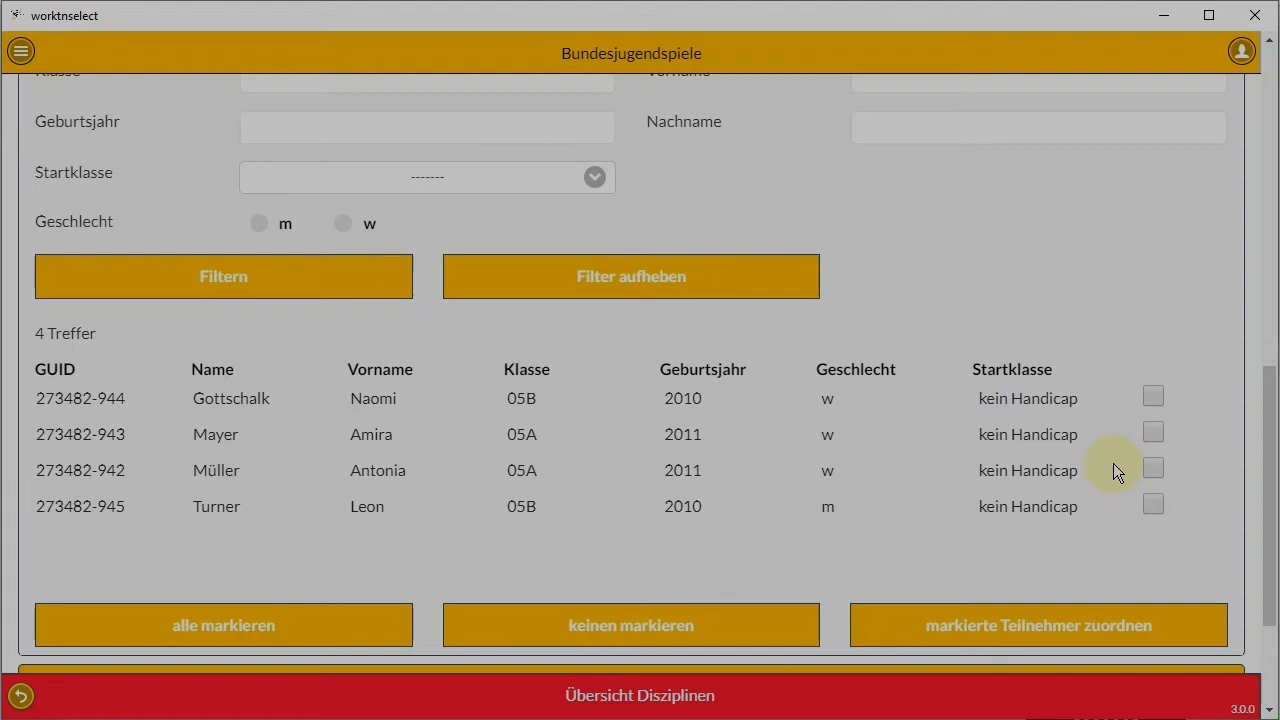 worktnselect
Bundesjugendspiele
Klasse Vorname
Geburtsjahr Nachname
Startklasse -------
Geschlecht m w
Filtern Filter aufheben
4 Treffer
GUID Name Vorname Klasse Geburtsjahr Geschlecht Startklasse
273482-944 Gottschalk Naomi 05B 2010 w kein Handicap
273482-943 Mayer Amira 05A 2011 w kein Handicap
273482-942 Müller Antonia 05A 2011 w kein Handicap
273482-945 Turner Leon 05B 2010 m kein Handicap
alle markieren keinen markieren markierte Teilnehmer zuordnen
Übersicht Disziplinen
3.0.0